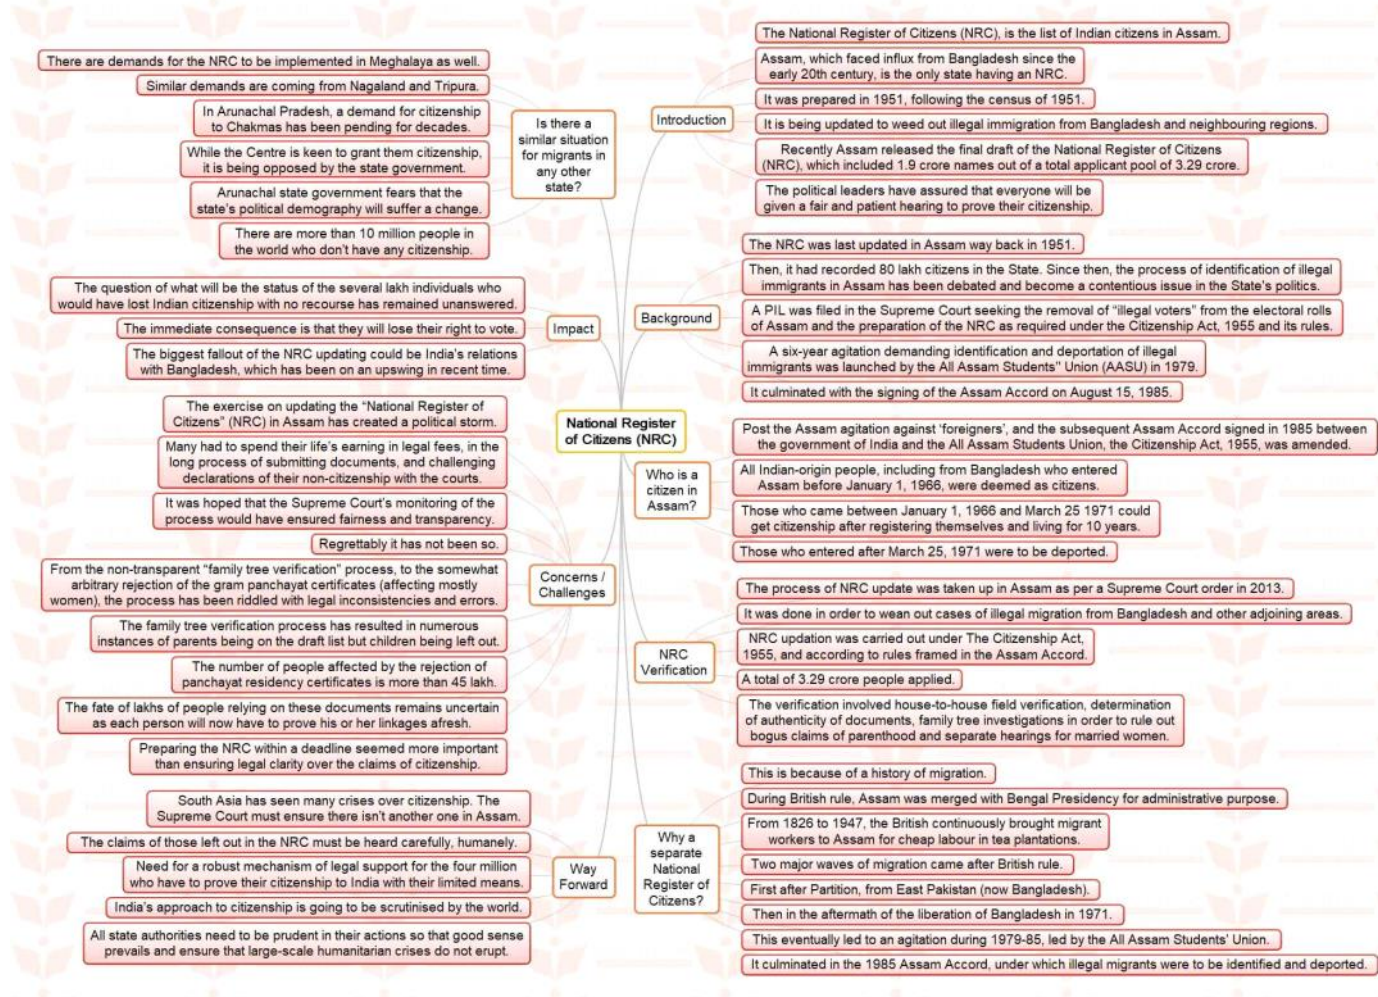 National Register
of Citizens (NRC)
Introduction
The National Register of Citizens (NRC), is the list of Indian citizens in Assam.
Assam, which faced influx from Bangladesh since the
early 20th century, is the only state having an NRC.
It was prepared in 1951, following the census of 1951.
It is being updated to weed out illegal immigration from Bangladesh and neighbouring regions.
Recently Assam released the final draft of the National Register of Citizens
(NRC), which included 1.9 crore names out of a total applicant pool of 3.29 crore.
The political leaders have assured that everyone will be
given a fair and patient hearing to prove their citizenship.
Background
The NRC was last updated in Assam way back in 1951.
Then, it had recorded 80 lakh citizens in the State. Since then, the process of identification of illegal
immigrants in Assam has been debated and become a contentious issue in the State's politics.
A PIL was filed in the Supreme Court seeking the removal of "illegal voters" from the electoral rolls
of Assam and the preparation of the NRC as required under the Citizenship Act, 1955 and its rules.
A six-year agitation demanding identification and deportation of illegal
immigrants was launched by the All Assam Students" Union (AASU) in 1979.
It culminated with the signing of the Assam Accord on August 15, 1985.
Who is a
citizen in
Assam?
Post the Assam agitation against 'foreigners', and the subsequent Assam Accord signed in 1985 between
the government of India and the All Assam Students Union, the Citizenship Act, 1955, was amended.
All Indian-origin people, including from Bangladesh who entered
Assam before January 1, 1966, were deemed as citizens.
Those who came between January 1, 1966 and March 25 1971 could
get citizenship after registering themselves and living for 10 years.
Those who entered after March 25, 1971 were to be deported.
NRC
Verification
The process of NRC update was taken up in Assam as per a Supreme Court order in 2013.
It was done in order to wean out cases of illegal migration from Bangladesh and other adjoining areas.
NRC updation was carried out under The Citizenship Act,
1955, and according to rules framed in the Assam Accord.
A total of 3.29 crore people applied.
The verification involved house-to-house field verification, determination
of authenticity of documents, family tree investigations in order to rule out
bogus claims of parenthood and separate hearings for married women.
Why a
separate
National
Register of
Citizens?
This is because of a history of migration.
During British rule, Assam was merged with Bengal Presidency for administrative purpose.
From 1826 to 1947, the British continuously brought migrant
workers to Assam for cheap labour in tea plantations.
Two major waves of migration came after British rule.
First after Partition, from East Pakistan (now Bangladesh).
Then in the aftermath of the liberation of Bangladesh in 1971.
This eventually led to an agitation during 1979-85, led by the All Assam Students' Union.
It culminated in the 1985 Assam Accord, under which illegal migrants were to be identified and deported.
Is there a
similar situation
for migrants in
any other
state?
There are demands for the NRC to be implemented in Meghalaya as well.
Similar demands are coming from Nagaland and Tripura.
In Arunachal Pradesh, a demand for citizenship
to Chakmas has been pending for decades.
While the Centre is keen to grant them citizenship,
it is being opposed by the state government.
Arunachal state government fears that the
state's political demography will suffer a change.
There are more than 10 million people in
the world who don't have any citizenship.
Impact
The question of what will be the status of the several lakh individuals who
would have lost Indian citizenship with no recourse has remained unanswered.
The immediate consequence is that they will lose their right to vote.
The biggest fallout of the NRC updating could be India's relations
with Bangladesh, which has been on an upswing in recent time.
Concerns /
Challenges
The exercise on updating the "National Register of
Citizens" (NRC) in Assam has created a political storm.
Many had to spend their life's earning in legal fees, in the
long process of submitting documents, and challenging
declarations of their non-citizenship with the courts.
It was hoped that the Supreme Court's monitoring of the
process would have ensured fairness and transparency.
Regrettably it has not been so.
From the non-transparent "family tree verification" process, to the somewhat
arbitrary rejection of the gram panchayat certificates (affecting mostly
women), the process has been riddled with legal inconsistencies and errors.
The family tree verification process has resulted in numerous
instances of parents being on the draft list but children being left out.
The number of people affected by the rejection of
panchayat residency certificates is more than 45 lakh.
The fate of lakhs of people relying on these documents remains uncertain
as each person will now have to prove his or her linkages afresh.
Preparing the NRC within a deadline seemed more important
than ensuring legal clarity over the claims of citizenship.
Way
Forward
South Asia has seen many crises over citizenship. The
Supreme Court must ensure there isn't another one in Assam.
The claims of those left out in the NRC must be heard carefully, humanely.
Need for a robust mechanism of legal support for the four million
who have to prove their citizenship to India with their limited means.
India's approach to citizenship is going to be scrutinised by the world.
All state authorities need to be prudent in their actions so that good sense
prevails and ensure that large-scale humanitarian crises do not erupt.